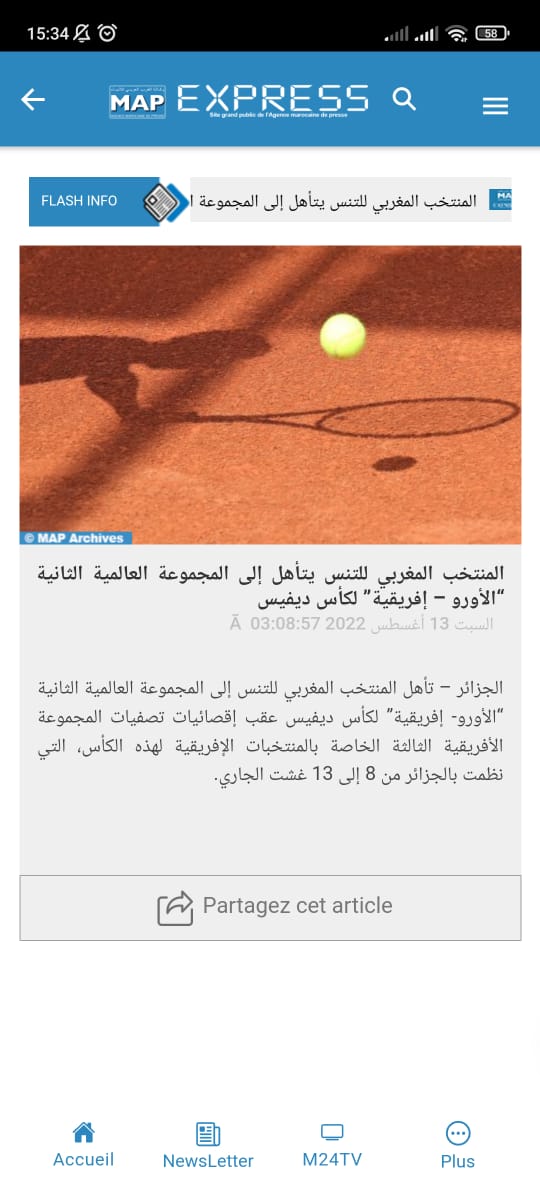 15:34
58
MAP EXPRESS
Site grand public de l'Agence marocaine de presse
FLASH INFO
المنتخب المغربي للتنس يتأهل إلى المجموعة ا
© MAP Archives
المنتخب المغربي للتنس يتأهل إلى المجموعة العالمية الثانية
“الأورو – إفريقية” لكأس ديفيس
السبت 13 أغسطس 2022 03:08:57 Ã
الجزائر – تأهل المنتخب المغربي للتنس إلى المجموعة العالمية الثانية
“الأورو- إفريقية” لكأس ديفيس عقب إقصائيات تصفيات المجموعة
الأفريقية الثالثة الخاصة بالمنتخبات الإفريقية لهذه الكأس، التي
نظمت بالجزائر من 8 إلى 13 غشت الجاري.
Partagez cet article
Accueil
NewsLetter
M24TV
Plus